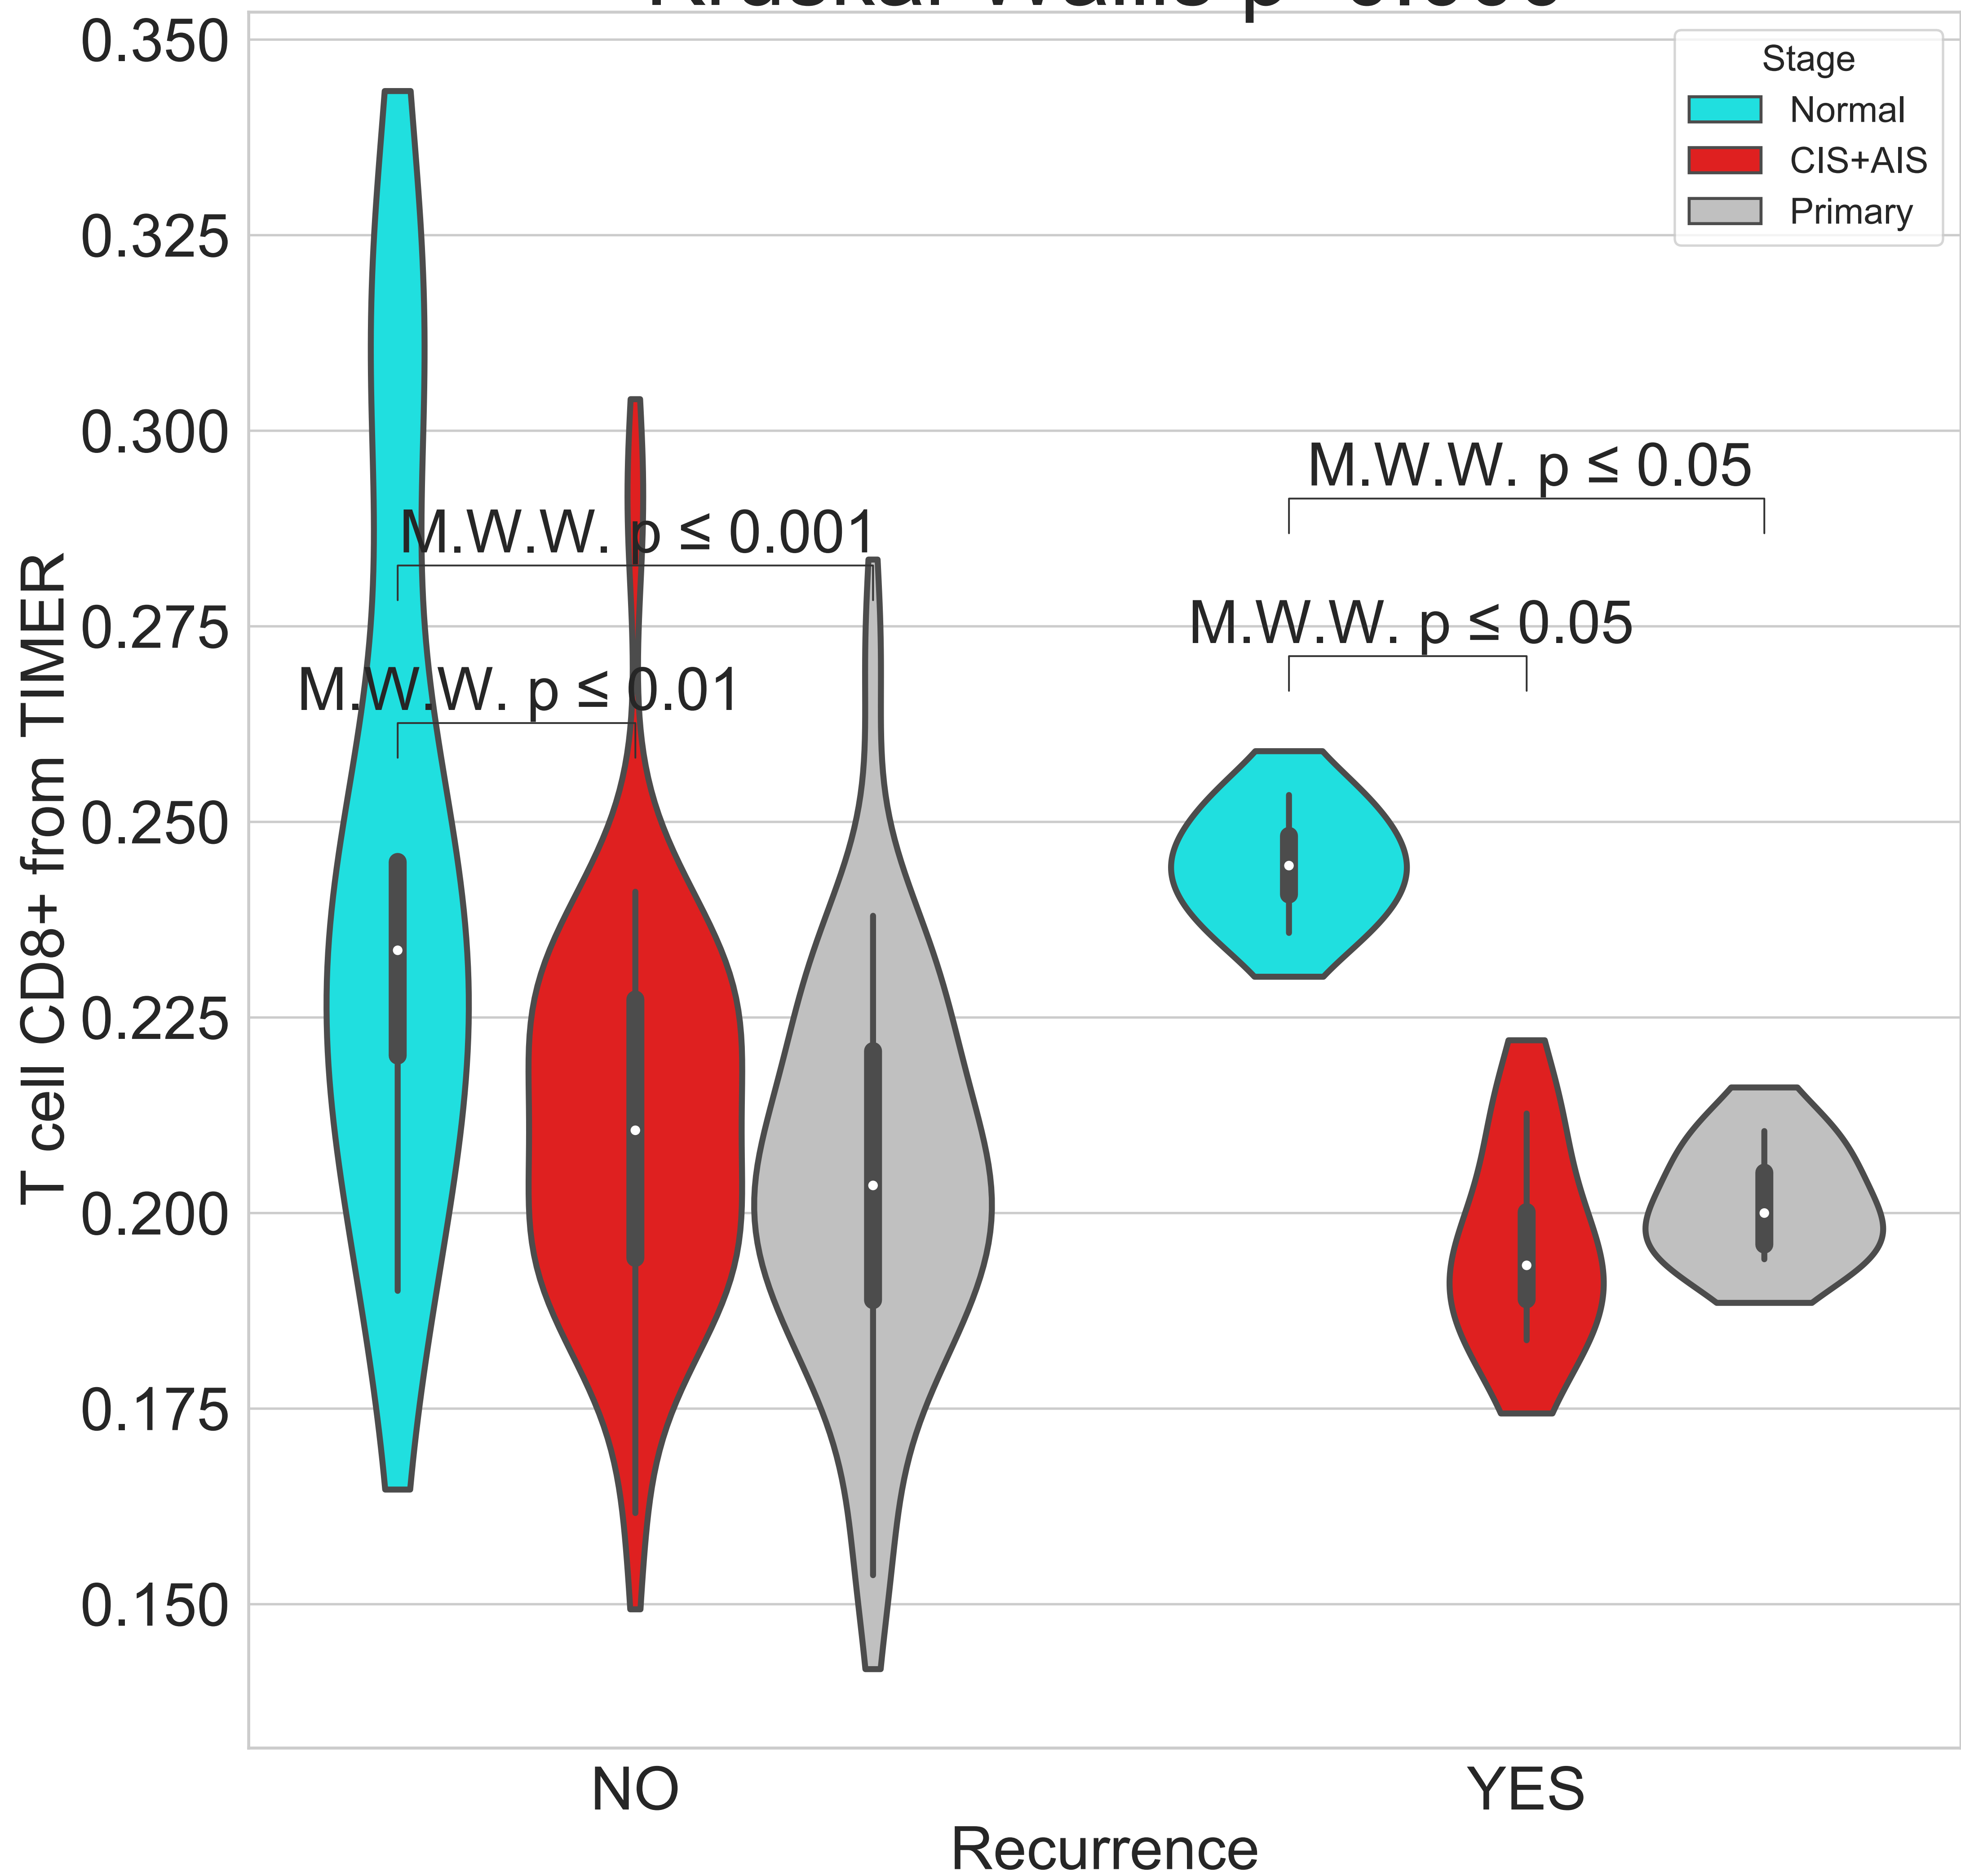 0.350
0.325
0.300
0.275
0.250
0.225
0.200
0.175
0.150
T cell CD8+ from TIMER
Stage
Normal
CIS+AIS
Primary
M.W.W. p ≤ 0.05
M.W.W. p ≤ 0.001
M.W.W. p ≤ 0.05
M.W.W. p ≤ 0.01
NO
YES
Recurrence